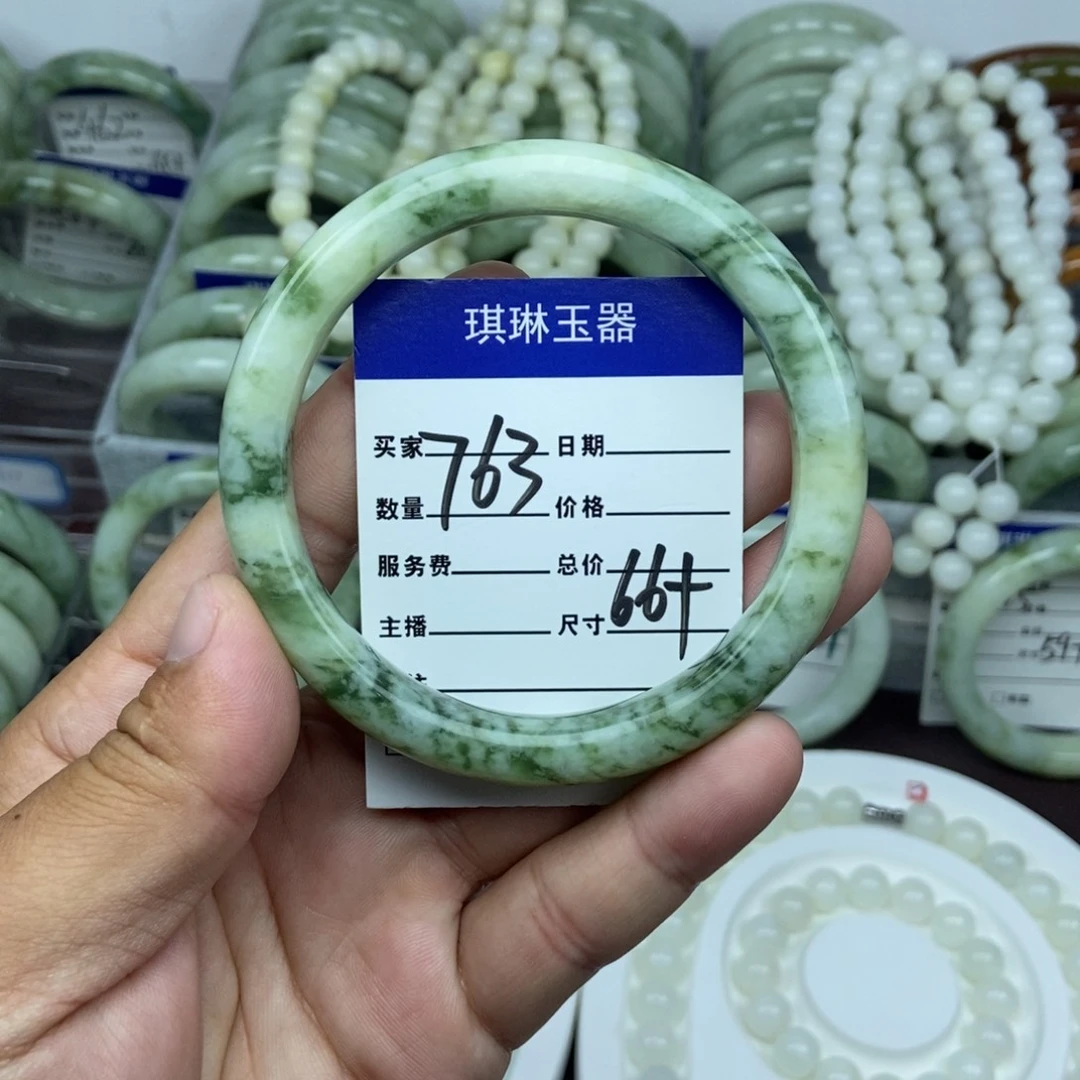 琪琳玉器
买家 763 日期
数量 价格
服务费 总价
主播 尺寸 66+